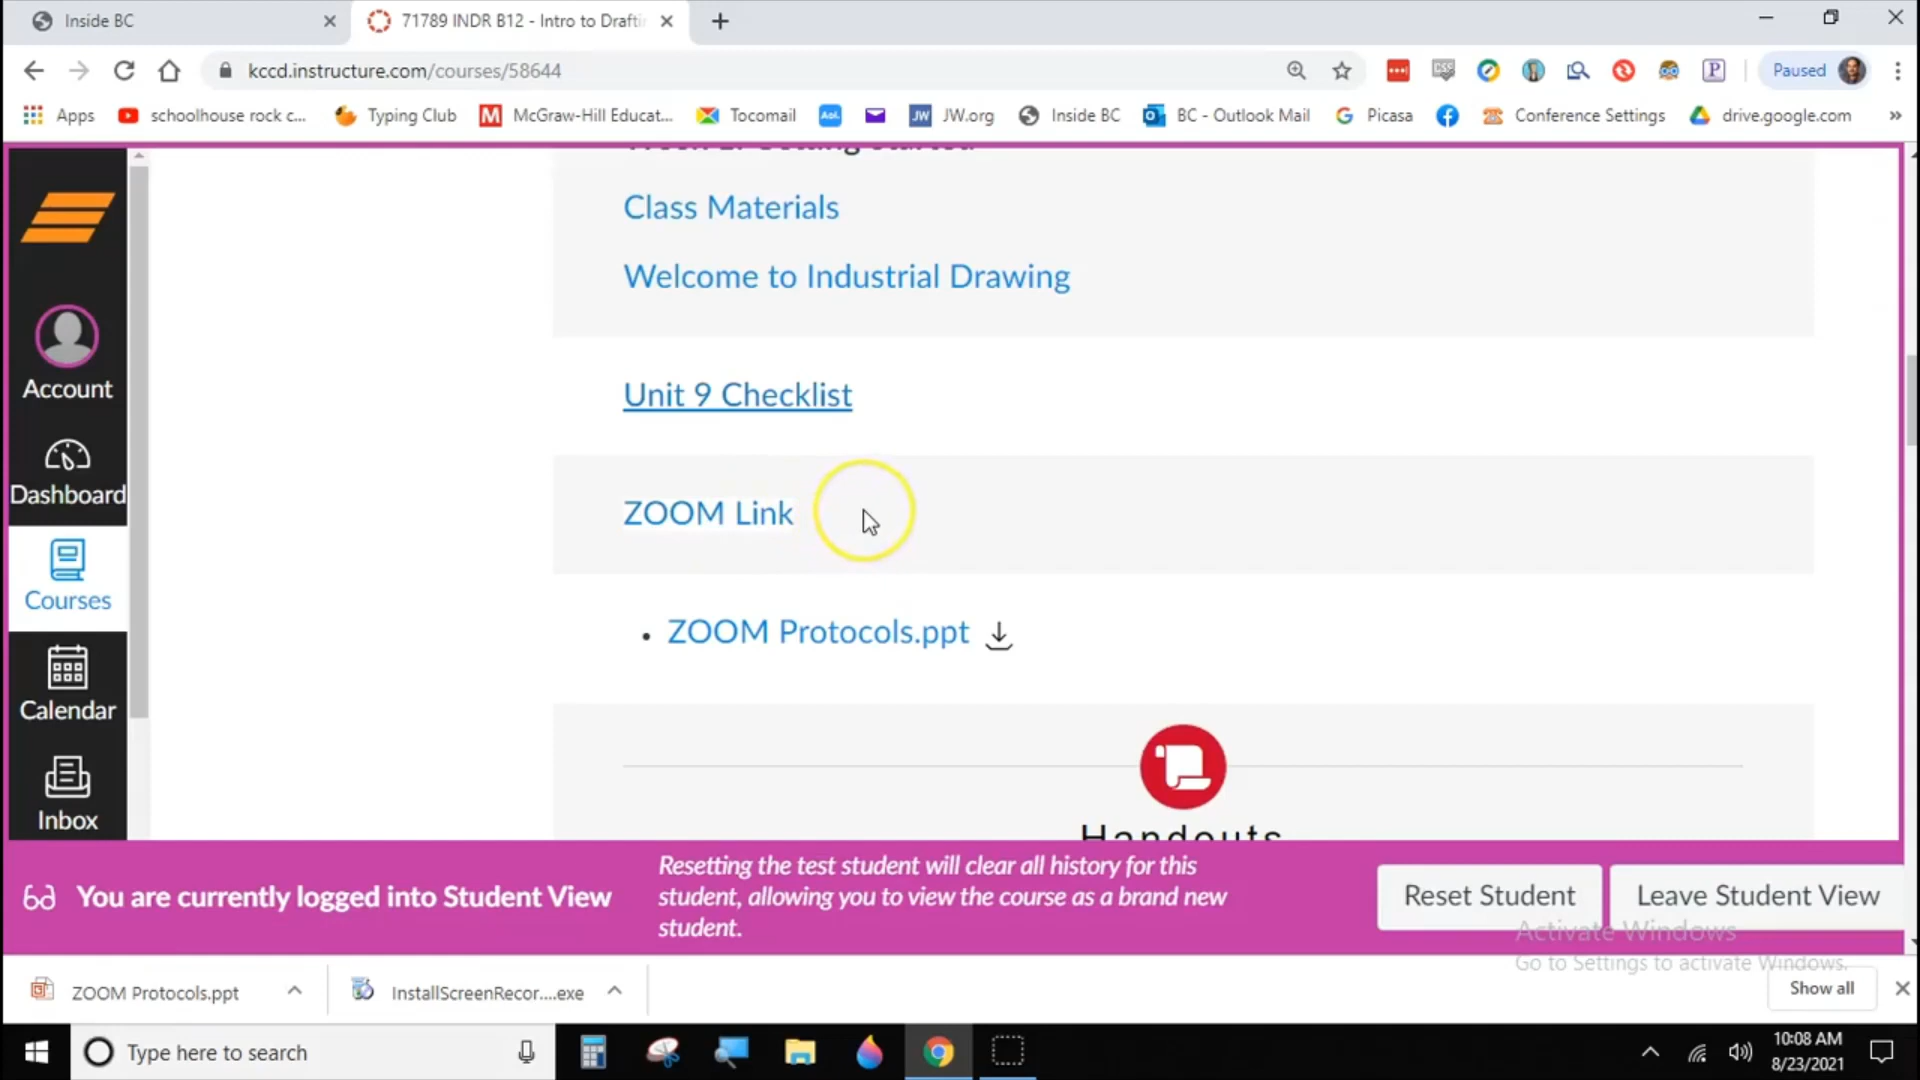 Inside BC
71789 INDR B12 - Intro to Drafti
kccd.instructure.com/courses/58644
Paused
Apps
schoolhouse rock c...
Typing Club
McGraw-Hill Educat...
Tocomail
Aol.
JW
JW.org
Inside BC
BC - Outlook Mail
Picasa
Conference Settings
drive.google.com
»
Getting Started
Class Materials
Welcome to Industrial Drawing
Account
Unit 9 Checklist
Dashboard
ZOOM Link
Courses
• ZOOM Protocols.ppt
Calendar
Inbox
Handouts
You are currently logged into Student View
Resetting the test student will clear all history for this
student, allowing you to view the course as a brand new
student.
Reset Student
Leave Student View
Activate Windows
Go to Settings to activate Windows.
ZOOM Protocols.ppt
InstallScreenRecor....exe
Show all
Type here to search
10:08 AM
8/23/2021